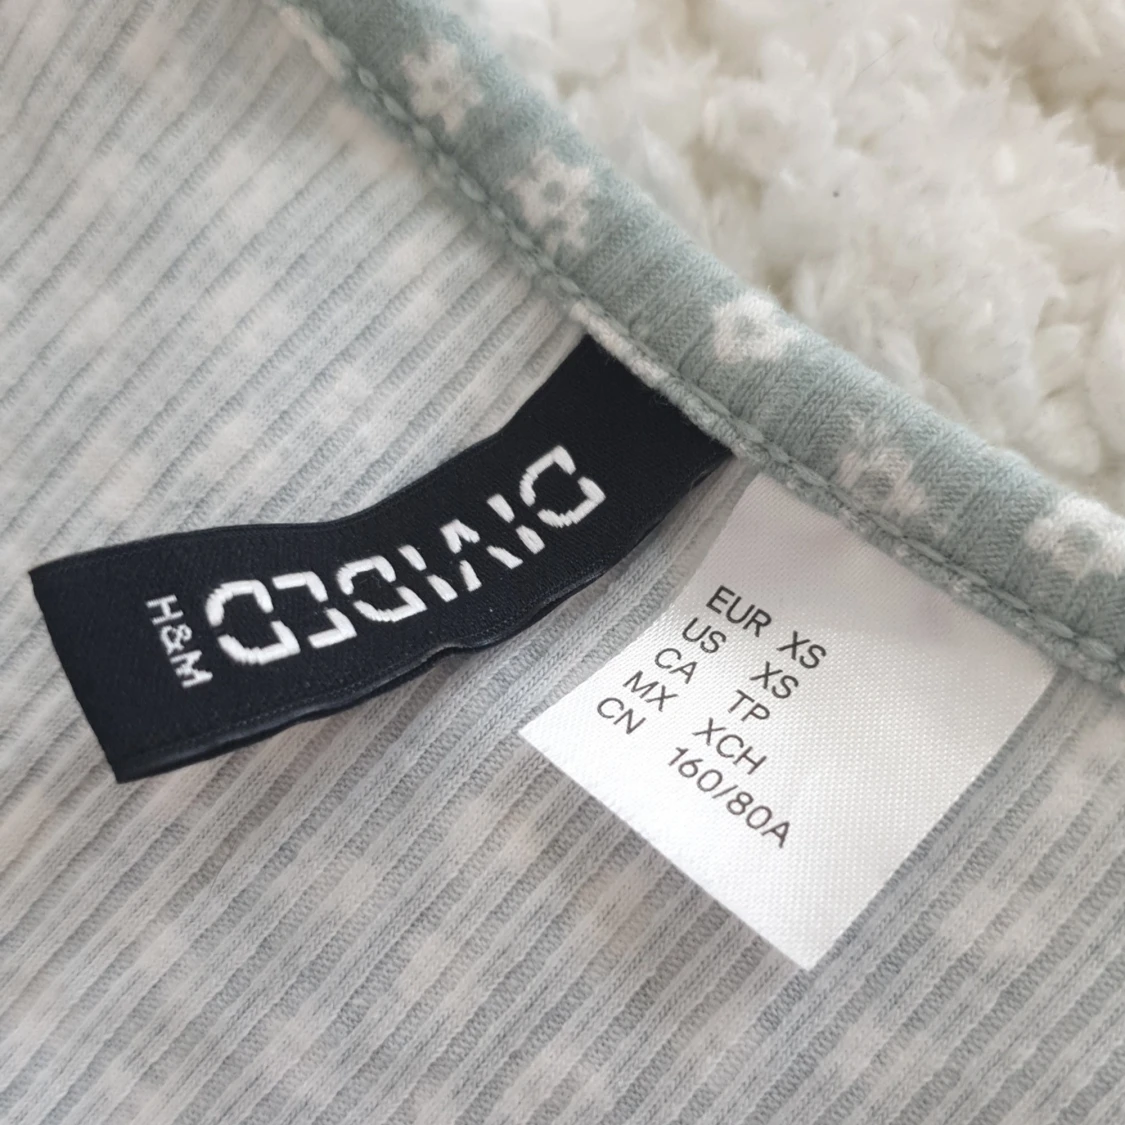 DIVIDED
H&M
EUR XS
US XS
CA TP
MX XCH
CN 160/80A